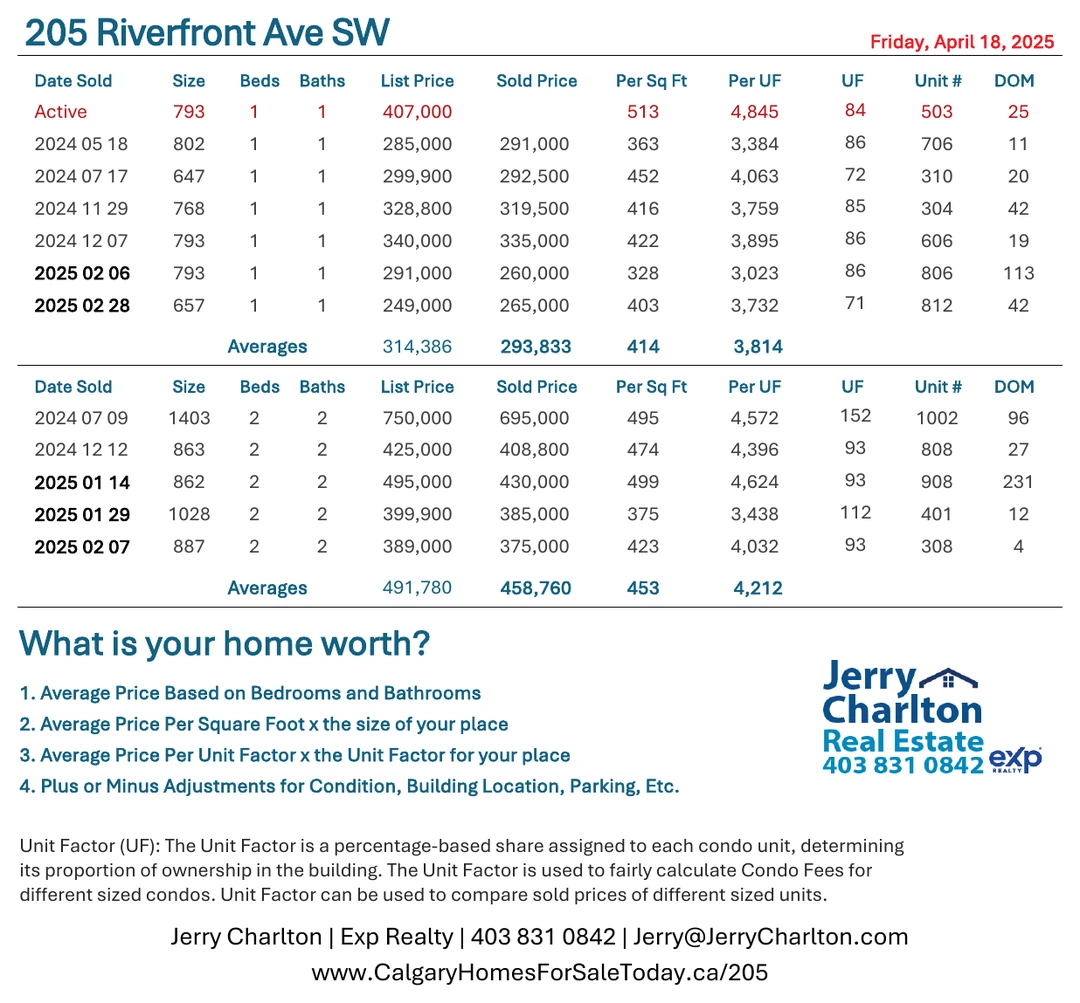 205 Riverfront Ave SW
Friday, April 18, 2025
Date Sold Size Beds Baths List Price Sold Price Per Sq Ft Per UF UF Unit # DOM
Active 793 1 1 407,000 513 4,845 84 503 25
2024 05 18 802 1 1 285,000 291,000 363 3,384 86 706 11
2024 07 17 647 1 1 299,900 292,500 452 4,063 72 310 20
2024 11 29 768 1 1 328,800 319,500 416 3,759 85 304 42
2024 12 07 793 1 1 340,000 335,000 422 3,895 86 606 19
2025 02 06 793 1 1 291,000 260,000 328 3,023 86 806 113
2025 02 28 657 1 1 249,000 265,000 403 3,732 71 812 42
Averages 314,386 293,833 414 3,814
Date Sold Size Beds Baths List Price Sold Price Per Sq Ft Per UF UF Unit # DOM
2024 07 09 1403 2 2 750,000 695,000 495 4,572 152 1002 96
2024 12 12 863 2 2 425,000 408,800 474 4,396 93 808 27
2025 01 14 862 2 2 495,000 430,000 499 4,624 93 908 231
2025 01 29 1028 2 2 399,900 385,000 375 3,438 112 401 12
2025 02 07 887 2 2 389,000 375,000 423 4,032 93 308 4
Averages 491,780 458,760 453 4,212
What is your home worth?
1. Average Price Based on Bedrooms and Bathrooms
2. Average Price Per Square Foot x the size of your place
3. Average Price Per Unit Factor x the Unit Factor for your place
4. Plus or Minus Adjustments for Condition, Building Location, Parking, Etc.
Jerry
Charlton
Real Estate
403 831 0842 exp
REALTY
Unit Factor (UF): The Unit Factor is a percentage-based share assigned to each condo unit, determining
its proportion of ownership in the building. The Unit Factor is used to fairly calculate Condo Fees for
different sized condos. Unit Factor can be used to compare sold prices of different sized units.
Jerry Charlton | Exp Realty | 403 831 0842 | Jerry@JerryCharlton.com
www.CalgaryHomesForSaleToday.ca/205